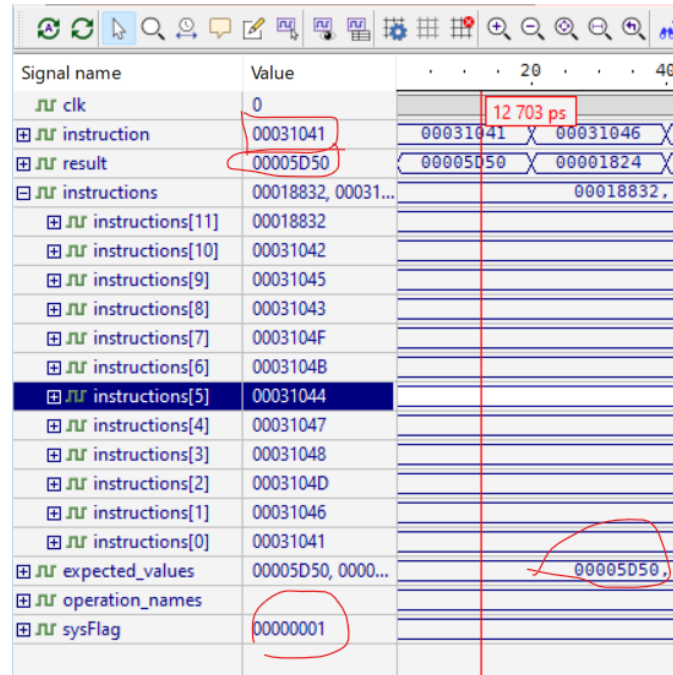 Signal name Value 20 40
clk 0 12 703 ps
instruction 00031041 00031041 00031046
result 00005D50 00005D50 00001824
instructions 00018832, 00031... 00018832,
instructions[11] 00018832
instructions[10] 00031042
instructions[9] 00031045
instructions[8] 00031043
instructions[7] 0003104F
instructions[6] 0003104B
instructions[5] 00031044
instructions[4] 00031047
instructions[3] 00031048
instructions[2] 0003104D
instructions[1] 00031046
instructions[0] 00031041
expected_values 00005D50, 0000... 00005D50,
operation_names
sysFlag 00000001